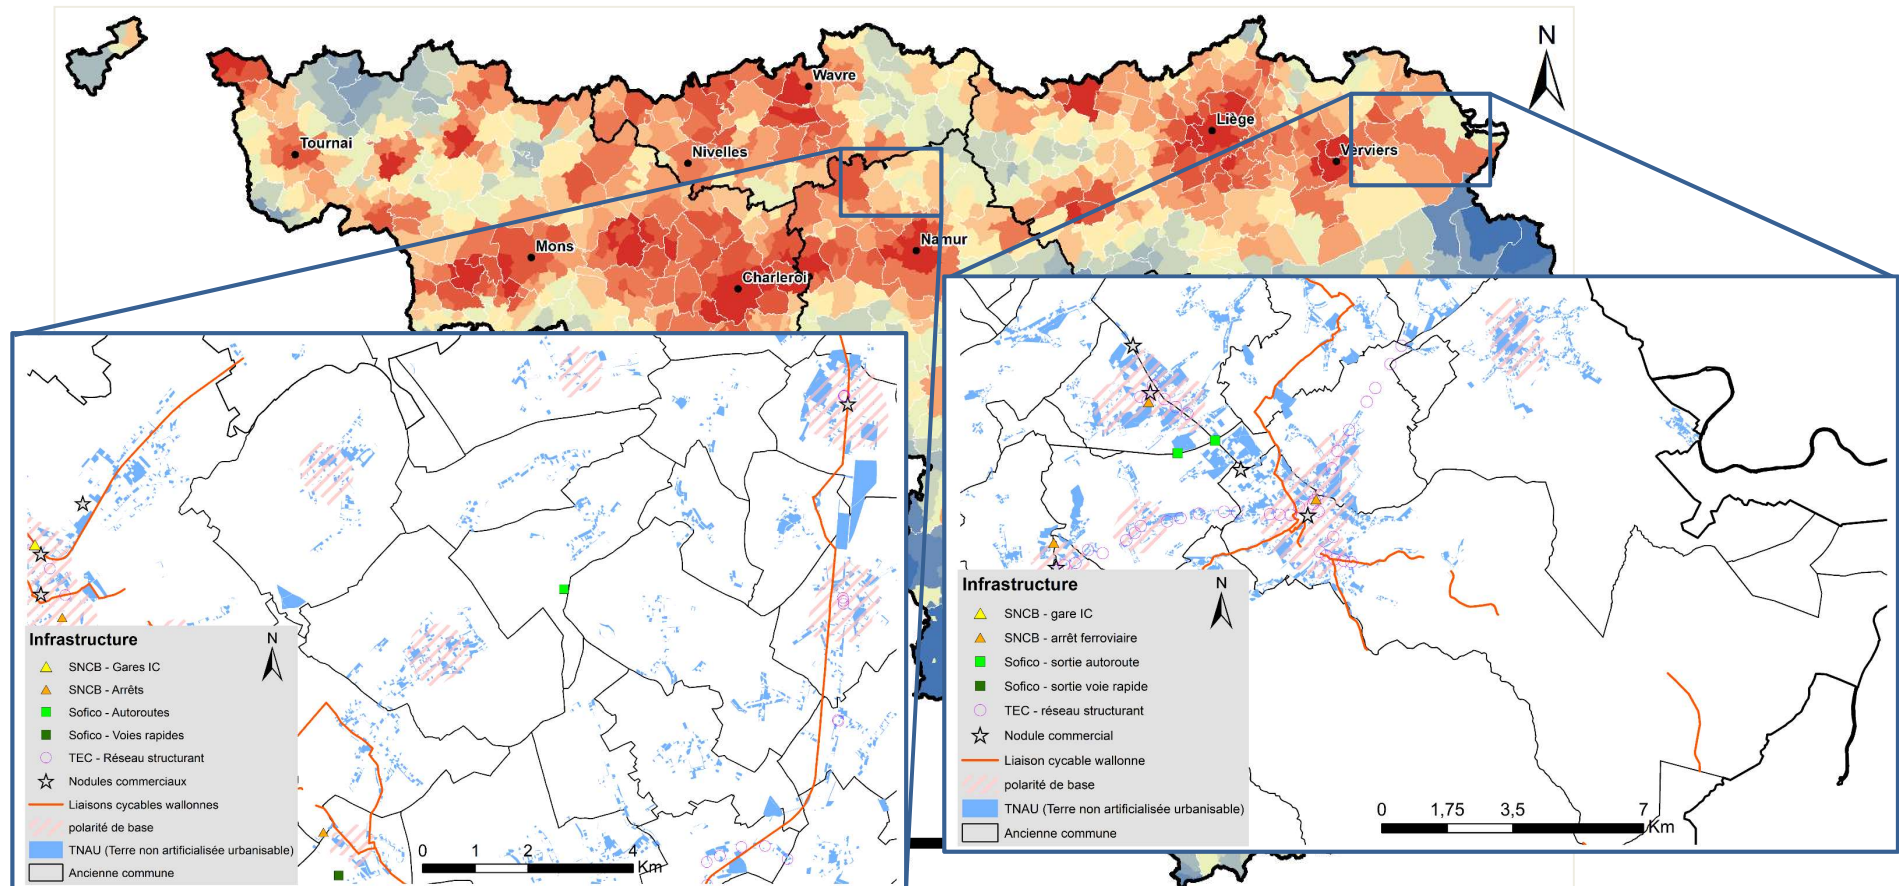 N
Wavre
Tournai
Liège
Nivelles
Verviers
Mons
Namur
Charleroi
Infrastructure
N
SNCB - Gares IC
SNCB - Arrêts
Sofico - Autoroutes
Sofico - Voies rapides
TEC - Réseau structurant
Nodules commerciaux
Liaisons cycables wallonnes
polarité de base
TNAU (Terre non artificialisée urbanisable)
Ancienne commune
0 1 2 4
Km
Infrastructure
N
SNCB - gare IC
SNCB - arrêt ferroviaire
Sofico - sortie autoroute
Sofico - sortie voie rapide
TEC - réseau structurant
Nodule commercial
Liaison cycable wallonne
polarité de base
TNAU (Terre non artificialisée urbanisable)
Ancienne commune
0 1,75 3,5 7
Km